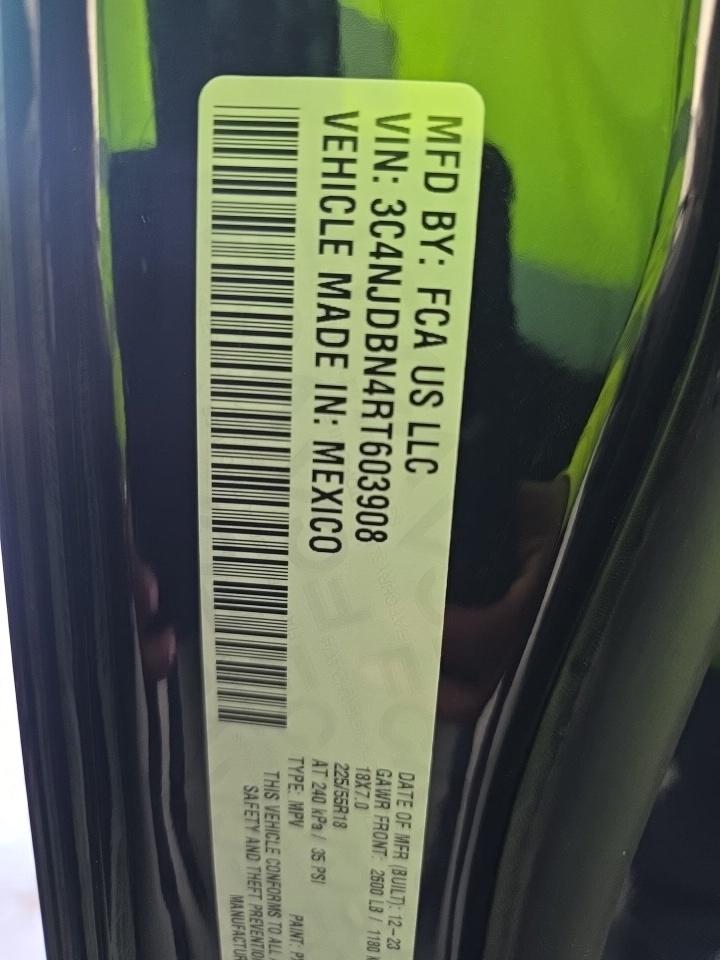 MFD BY: FCA US LLC
VIN: 3C4NJDBN4RT603908
VEHICLE MADE IN: MEXICO
DATE OF MFR (BUILT): 12-23
GAWR FRONT: 2600 LB / 1180 K
18X7.0
225/55R18
AT 240 kPa / 35 PSI
TYPE: MPV PAINT: P
THIS VEHICLE CONFORMS TO ALL
SAFETY AND THEFT PREVENTIO
MANUFACTUR